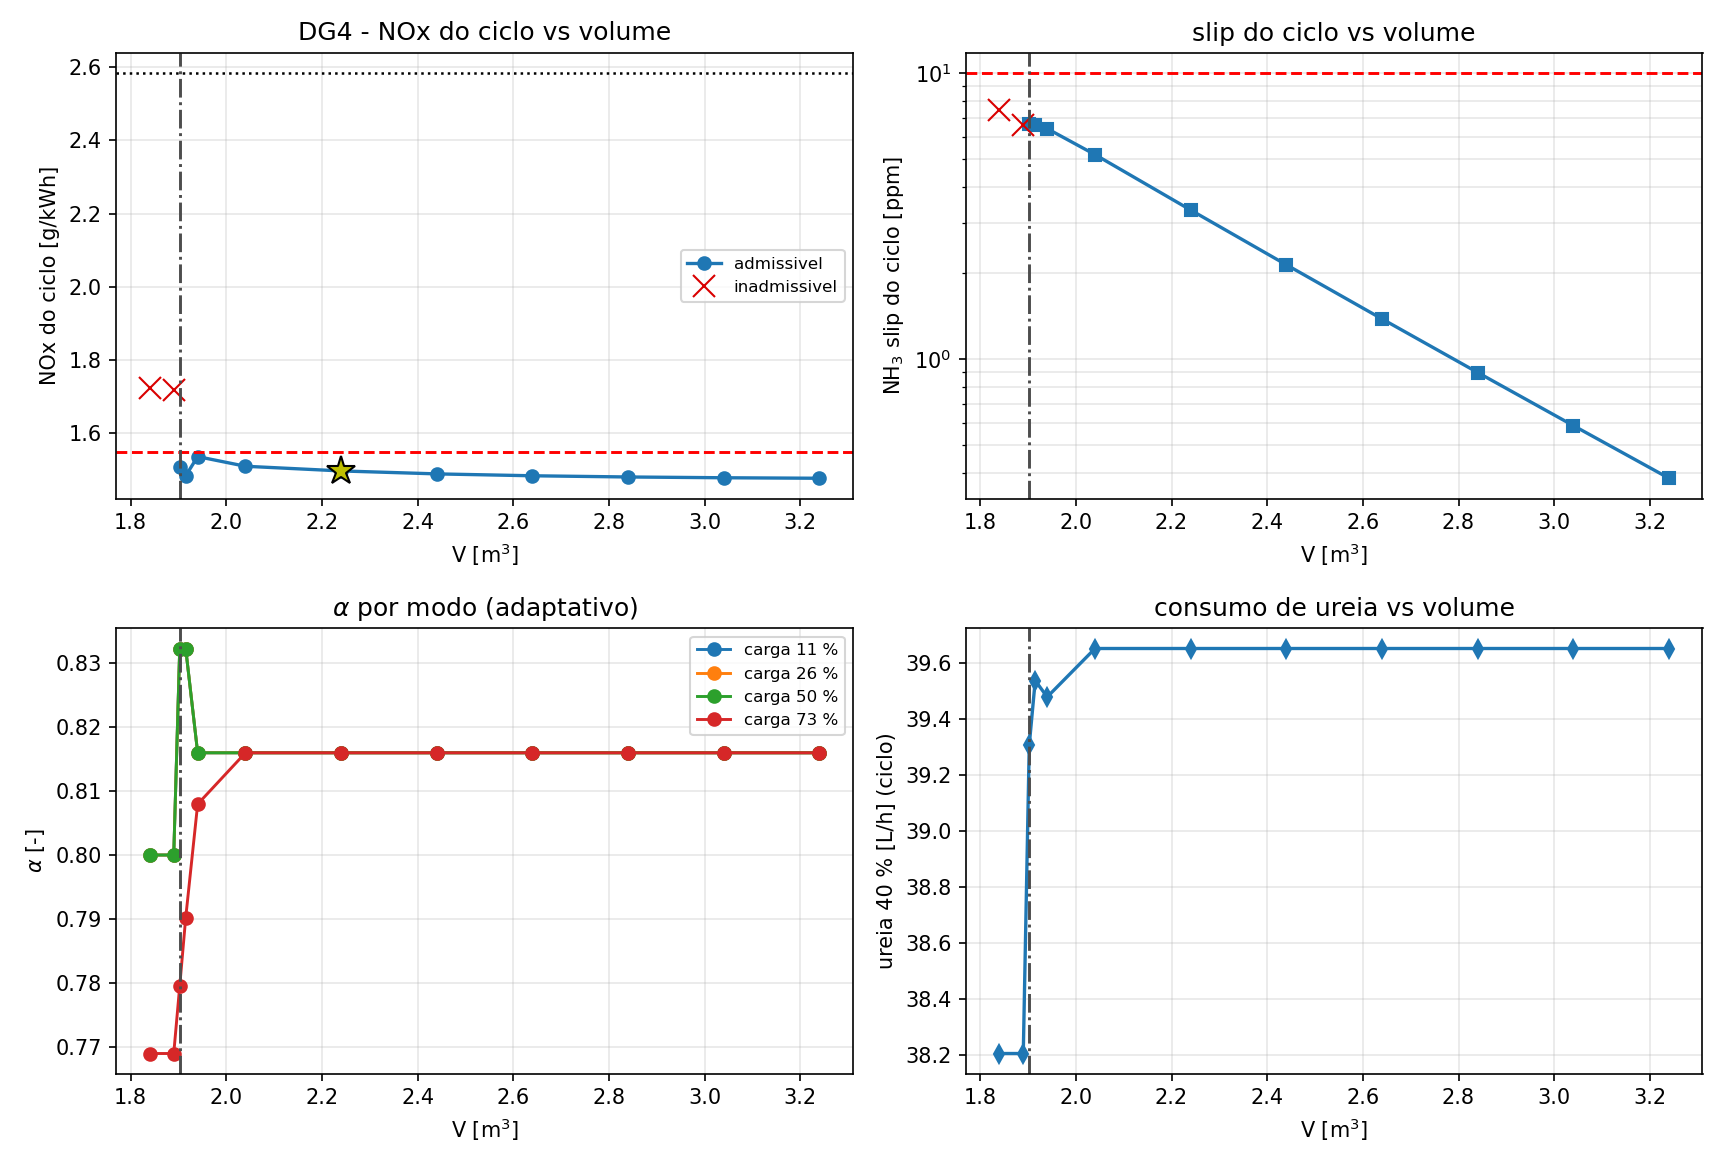 DG4 - NOx do ciclo vs volume
NOx do ciclo [g/kWh]
2.6
2.4
2.2
2.0
1.8
1.6
admissivel
inadmissivel
1.8 2.0 2.2 2.4 2.6 2.8 3.0 3.2
V [m³]
slip do ciclo vs volume
NH₃ slip do ciclo [ppm]
10¹
10⁰
1.8 2.0 2.2 2.4 2.6 2.8 3.0 3.2
V [m³]
α por modo (adaptativo)
α [-]
0.83
0.82
0.81
0.80
0.79
0.78
0.77
carga 11 %
carga 26 %
carga 50 %
carga 73 %
1.8 2.0 2.2 2.4 2.6 2.8 3.0 3.2
V [m³]
consumo de ureia vs volume
ureia 40 % [L/h] (ciclo)
39.6
39.4
39.2
39.0
38.8
38.6
38.4
38.2
1.8 2.0 2.2 2.4 2.6 2.8 3.0 3.2
V [m³]